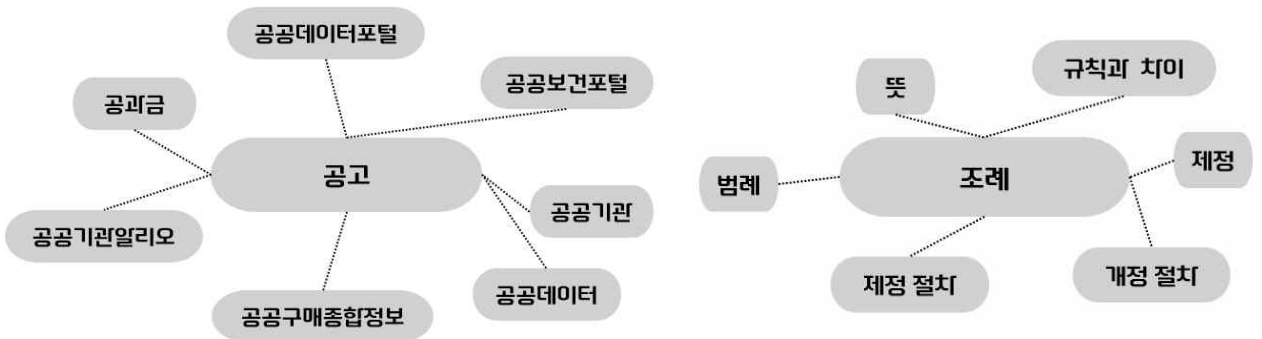 공공데이터포털
공공보건포털
공과금
공고
공공기관
공공기관알리오
공공데이터
공공구매종합정보
규칙과 차이
뜻
제정
범례
조례
제정 절차
개정 절차